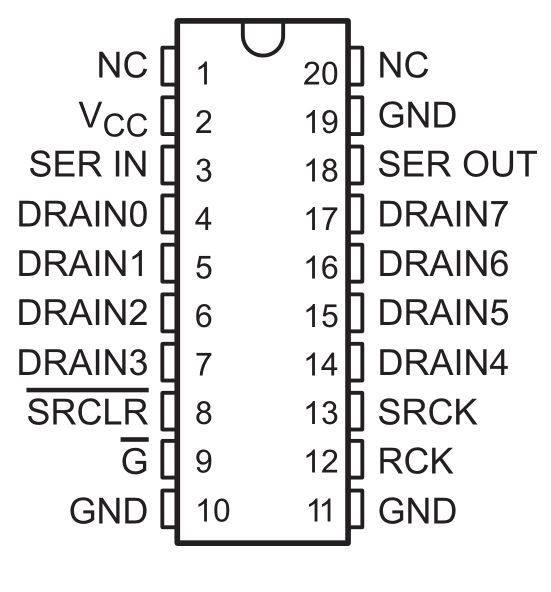 NC 1 20 NC
VCC 2 19 GND
SER IN 3 18 SER OUT
DRAIN0 4 17 DRAIN7
DRAIN1 5 16 DRAIN6
DRAIN2 6 15 DRAIN5
DRAIN3 7 14 DRAIN4
S̅R̅C̅L̅R̅ 8 13 SRCK
G̅ 9 12 RCK
GND 10 11 GND